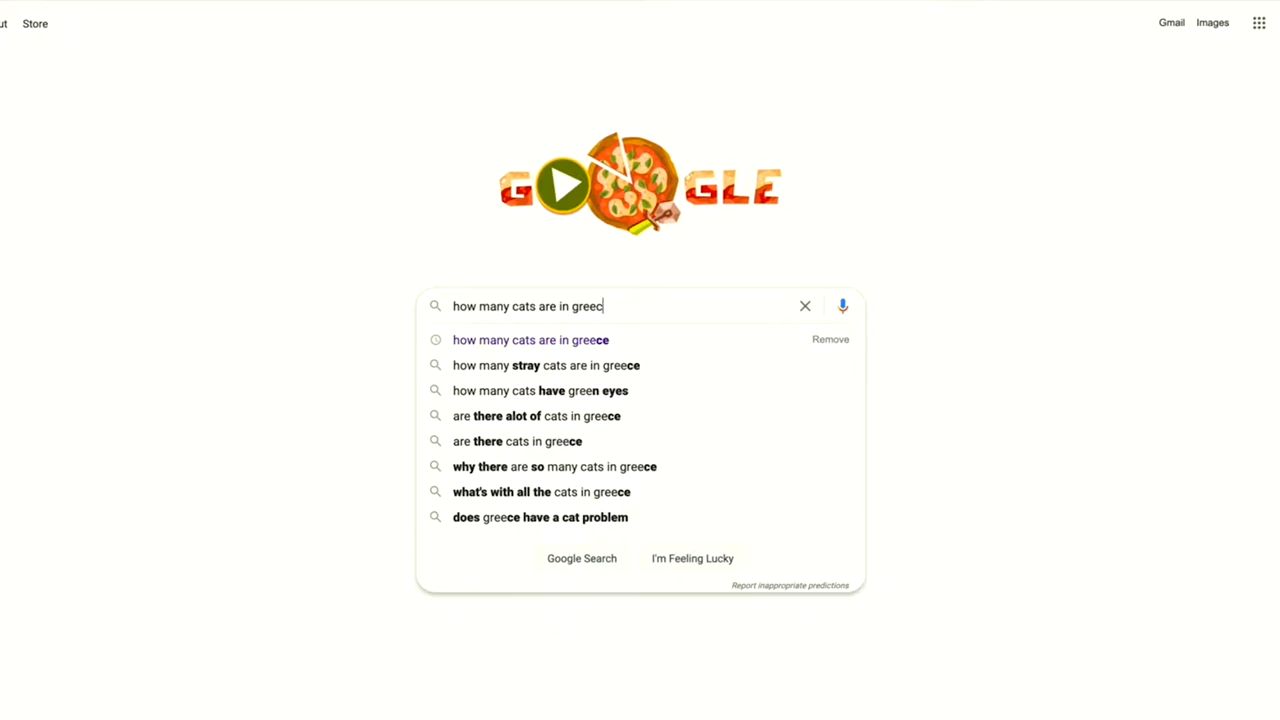 ut Store
Gmail Images
GOOGLE
how many cats are in greec
how many cats are in greece Remove
how many stray cats are in greece
how many cats have green eyes
are there alot of cats in greece
are there cats in greece
why there are so many cats in greece
what's with all the cats in greece
does greece have a cat problem
Google Search I'm Feeling Lucky
Report inappropriate predictions